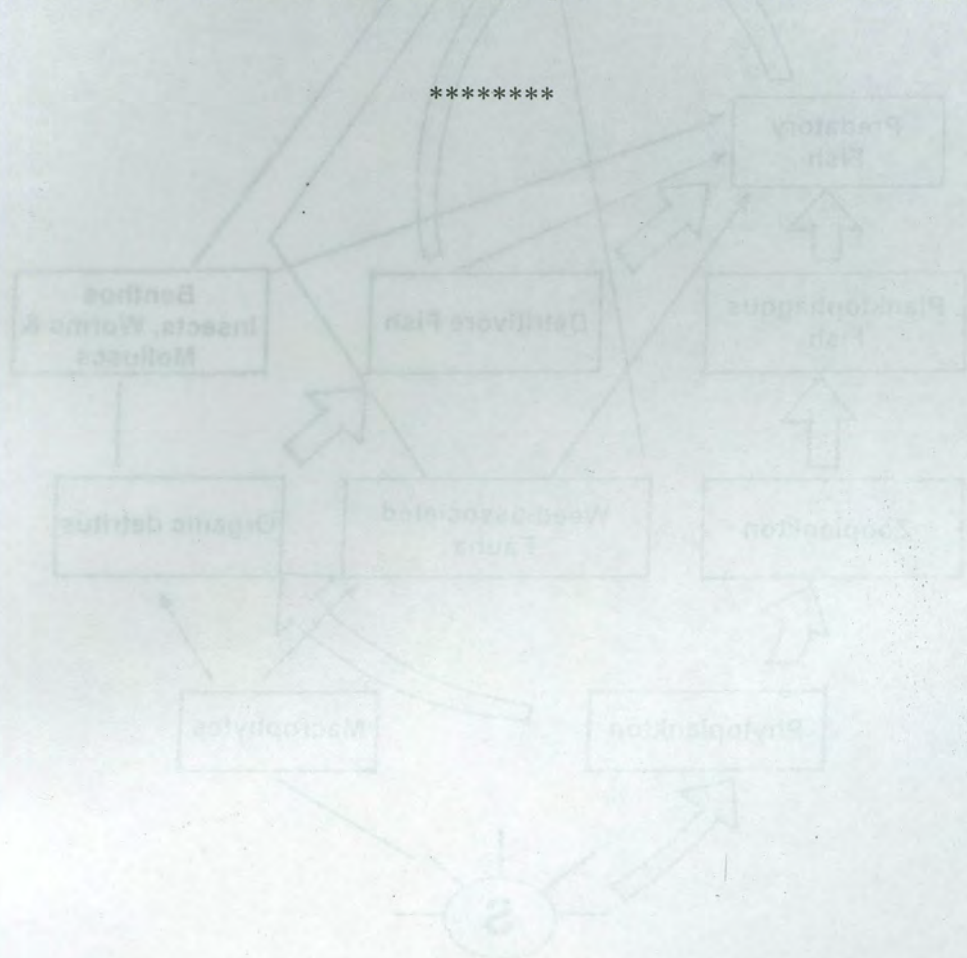 ********
Predatory
Fish
Benthos
Insects, Worms &
Molluscs
Detritivore Fish
Planktophagous
Fish
Organic detritus
Weed-associated
Fauna
Zooplankton
Macrophytes
Phytoplankton
S